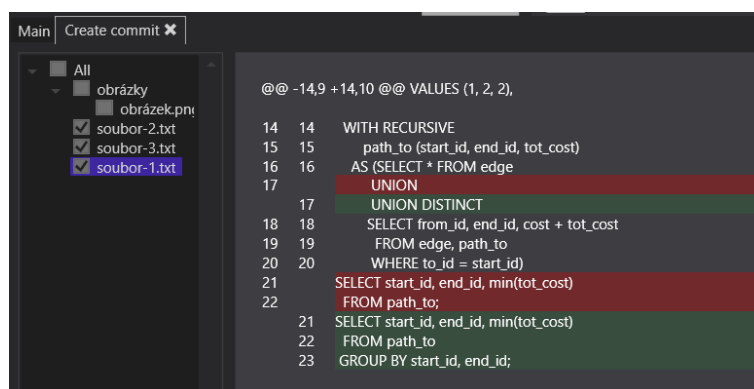 Main Create commit ✖
All
obrázky
obrázek.png
soubor-2.txt
soubor-3.txt
soubor-1.txt
@@ -14,9 +14,10 @@ VALUES (1, 2, 2),
14 14 WITH RECURSIVE
15 15 path_to (start_id, end_id, tot_cost)
16 16 AS (SELECT * FROM edge
17 UNION
17 UNION DISTINCT
18 18 SELECT from_id, end_id, cost + tot_cost
19 19 FROM edge, path_to
20 20 WHERE to_id = start_id)
21 SELECT start_id, end_id, min(tot_cost)
22 FROM path_to;
21 SELECT start_id, end_id, min(tot_cost)
22 FROM path_to
23 GROUP BY start_id, end_id;